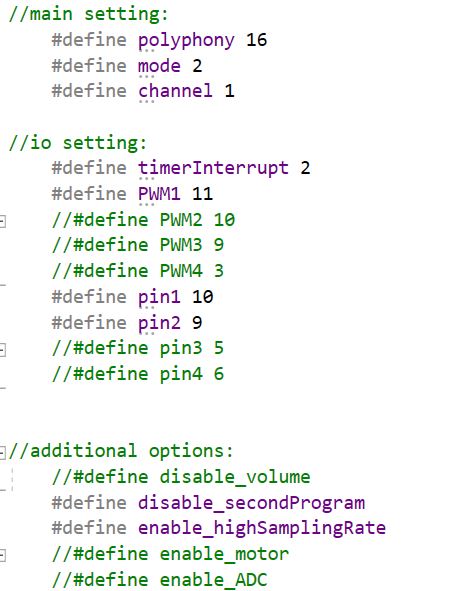 //main setting:
#define polyphony 16
#define mode 2
#define channel 1
//io setting:
#define timerInterrupt 2
#define PWM1 11
//#define PWM2 10
//#define PWM3 9
//#define PWM4 3
#define pin1 10
#define pin2 9
//#define pin3 5
//#define pin4 6
//additional options:
//#define disable_volume
#define disable_secondProgram
#define enable_highSamplingRate
//#define enable_motor
//#define enable_ADC